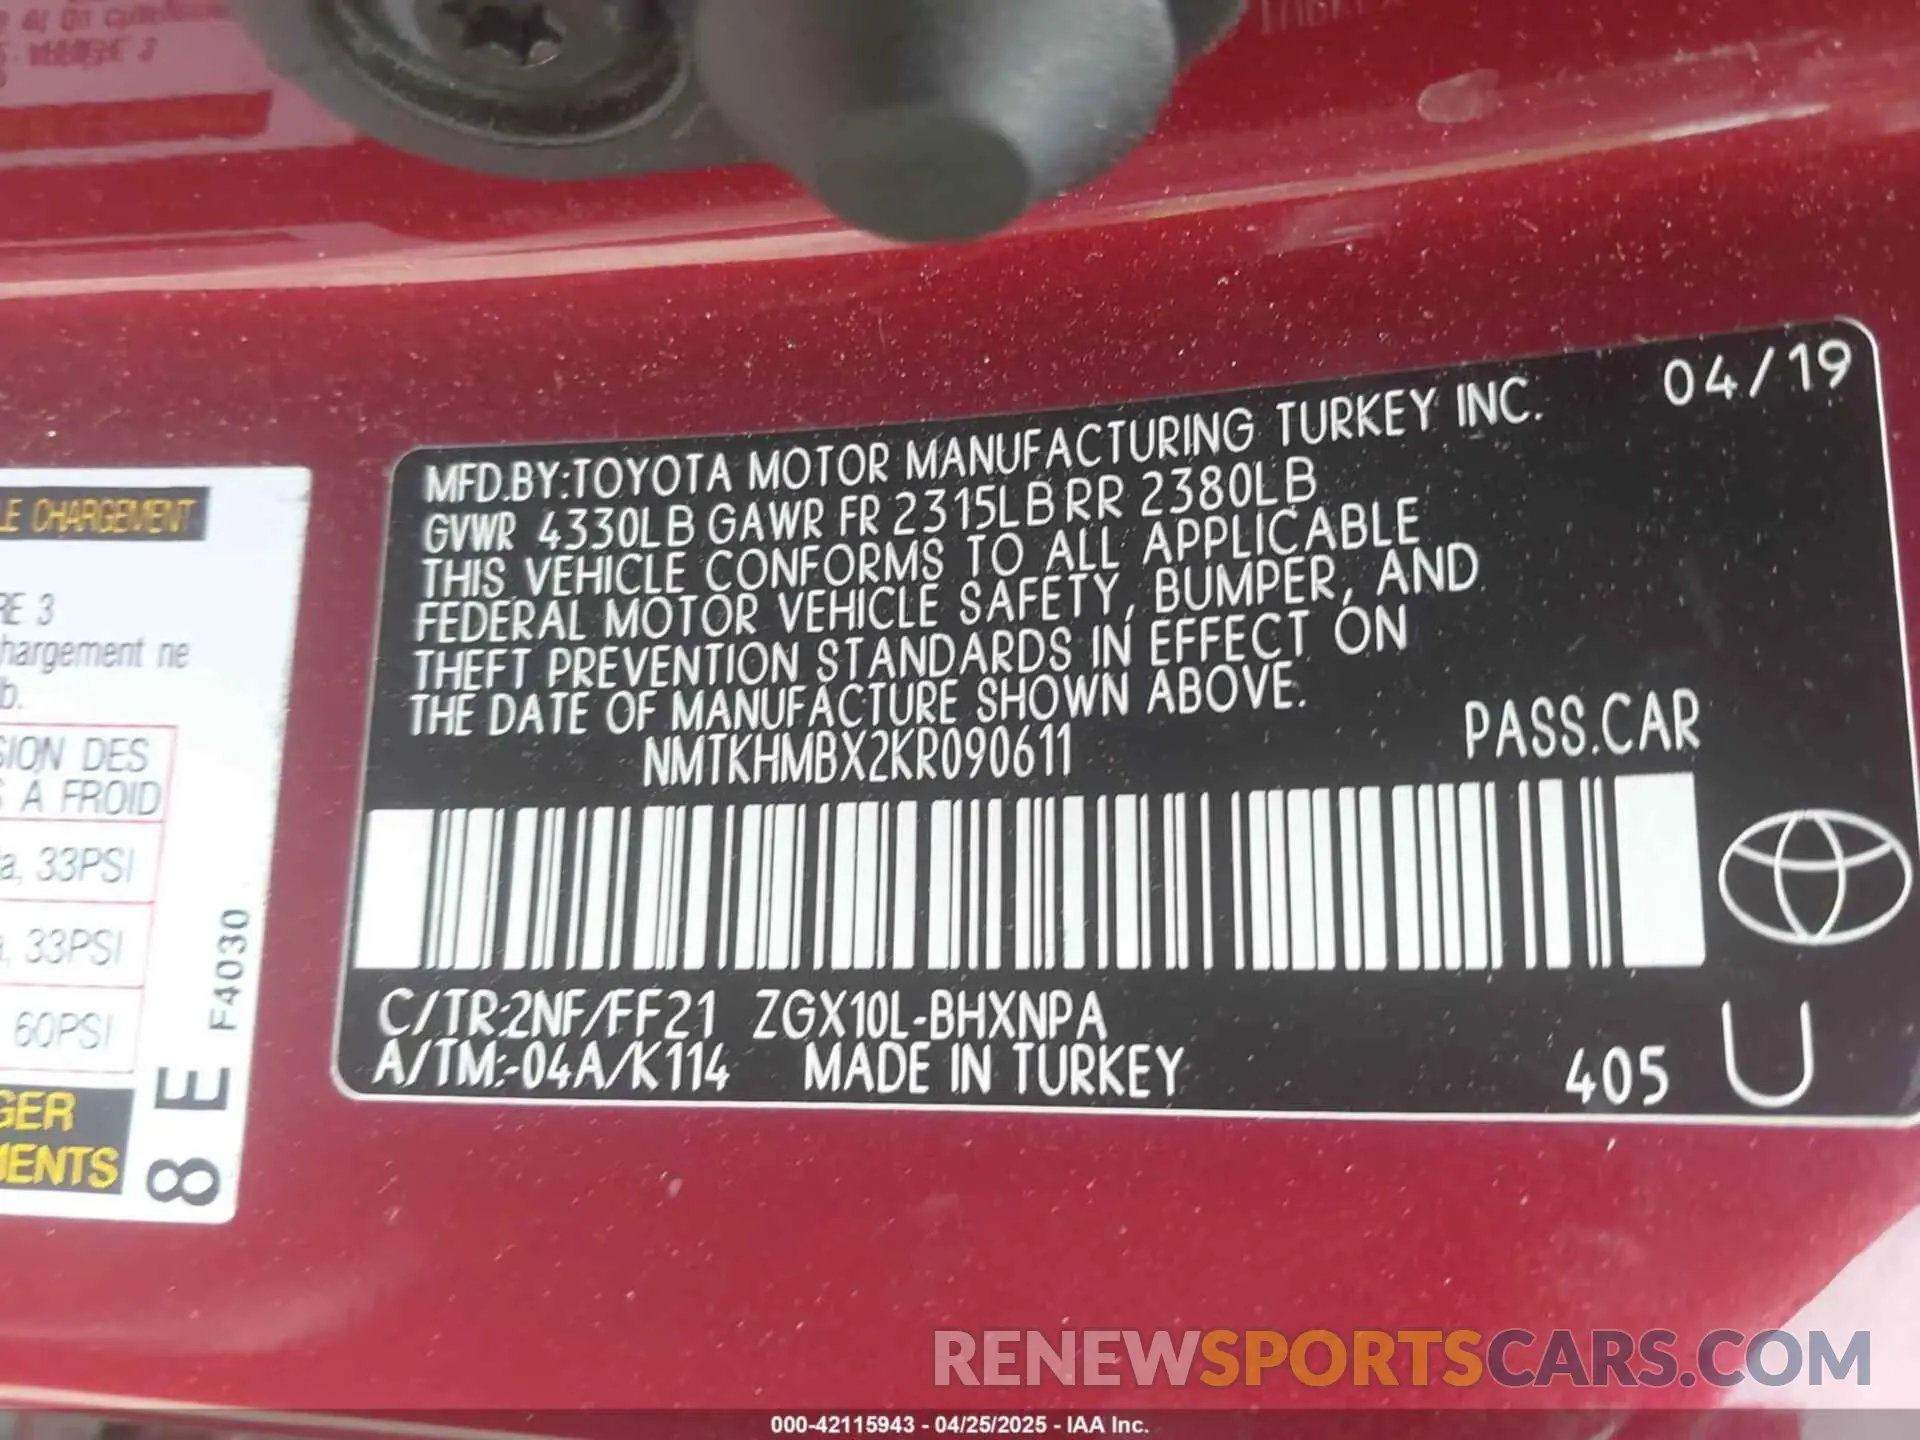 04/19
MFD.BY:TOYOTA MOTOR MANUFACTURING TURKEY INC.
GVWR 4330LB GAWR FR 2315LB RR 2380LB
THIS VEHICLE CONFORMS TO ALL APPLICABLE
FEDERAL MOTOR VEHICLE SAFETY, BUMPER, AND
THEFT PREVENTION STANDARDS IN EFFECT ON
THE DATE OF MANUFACTURE SHOWN ABOVE.
NMTKHMBX2KR090611
PASS.CAR
C/TR:2NF/FF21 ZGX10L-BHXNPA
A/TM:-04A/K114 MADE IN TURKEY
405 U
LE CHARGEMENT
RE 3
hargement ne
b.
SION DES
S A FROID
a, 33PSI
a, 33PSI
60PSI
GER
MENTS
F4030
8 E
RENEWSPORTSCARS.COM
000-42115943 - 04/25/2025 - IAA Inc.